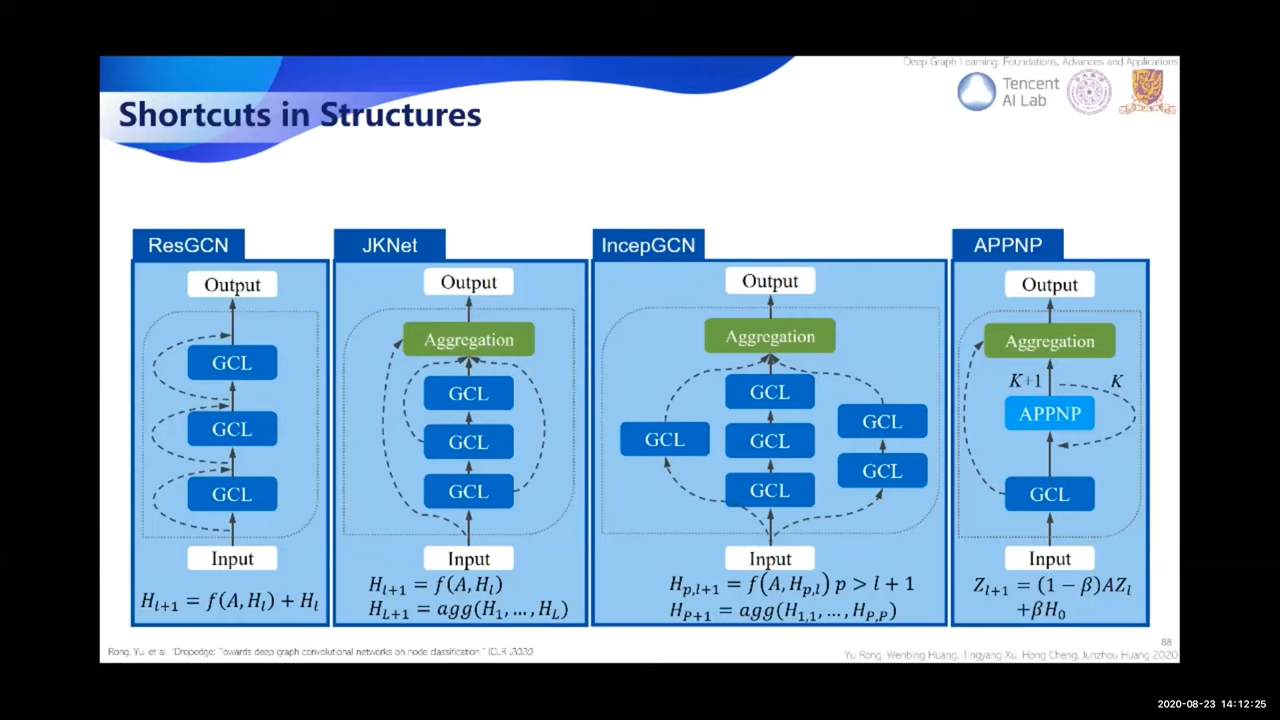 Deep Graph Learning: Foundations, Advances and Applications
Tencent
AI Lab
Shortcuts in Structures
ResGCN
Output
GCL
GCL
GCL
Input
H_{l+1} = f(A, H_l) + H_l
JKNet
Output
Aggregation
GCL
GCL
GCL
Input
H_{l+1} = f(A, H_l)
H_{L+1} = agg(H_1, ..., H_L)
IncepGCN
Output
Aggregation
GCL
GCL
GCL
GCL
GCL
GCL
Input
H_{p,l+1} = f(A, H_{p,l}) p > l + 1
H_{P+1} = agg(H_{1,1}, ..., H_{P,P})
APPNP
Output
Aggregation
K+1
K
APPNP
GCL
Input
Z_{l+1} = (1 − β)AZ_l
+βH_0
Rong, Yu, et al. "Dropedge: Towards deep graph convolutional networks on node classification." ICLR 2020
88
Yu Rong, Wenbing Huang, Tingyang Xu, Hong Cheng, Junzhou Huang 2020
2020-08-23 14:12:25